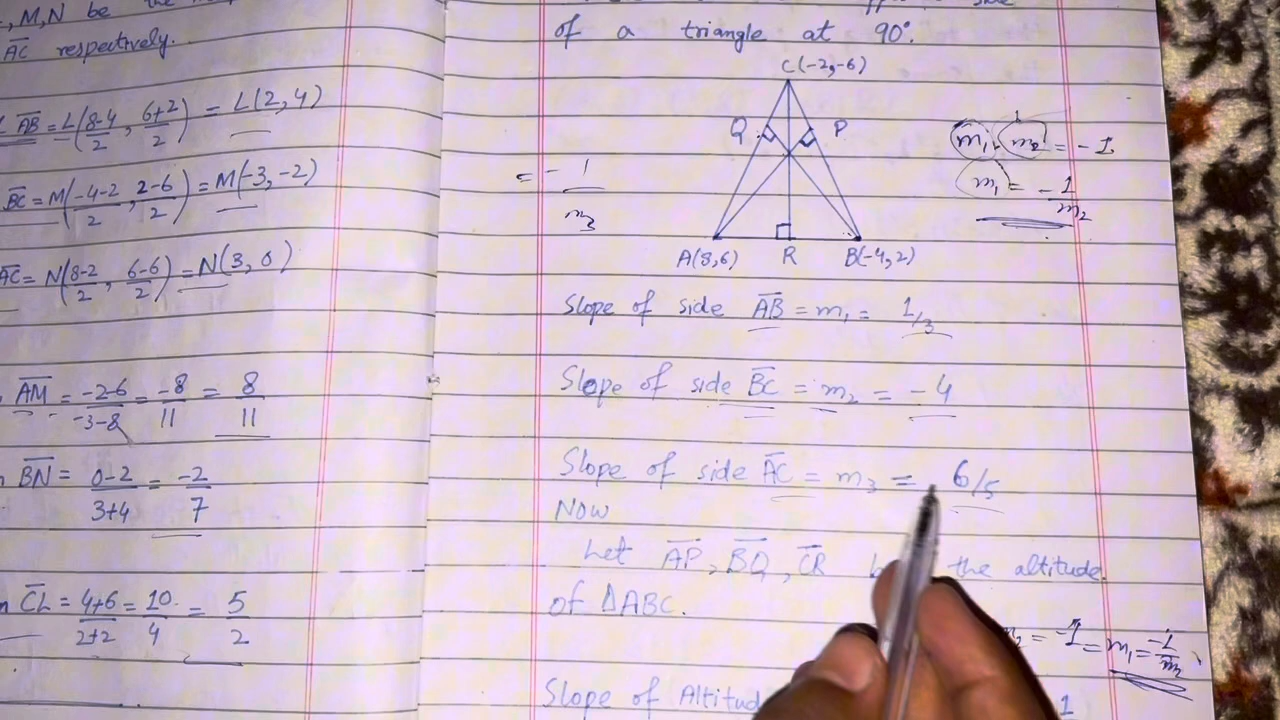 M,N be the
AC respectively.
AB = L(8-4/2, 6+2/2) = L(2,4)
BC = M(-4-2/2, 2-6/2) = M(-3,-2)
AC = N(8-2/2, 6-6/2) = N(3,0)
AM = -2-6/-3-8 = -8/11 = 8/11
BN = 0-2/3+4 = -2/7
CL = 4+6/2+2 = 10/4 = 5/2
of a triangle at 90°.
C(-2,-6)
Q P
m₁ . m₂ = -1
= -1/m₃
m₁ = -1/m₂
A(8,6) R B(-4,2)
Slope of side AB = m₁ = 1/3
Slope of side BC = m₂ = -4
Slope of side AC = m₃ = 6/5
Now
Let AP, BQ, CR the altitude
of ΔABC.
= -1 = m₁ = -1/m₂
Slope of Altitud
1